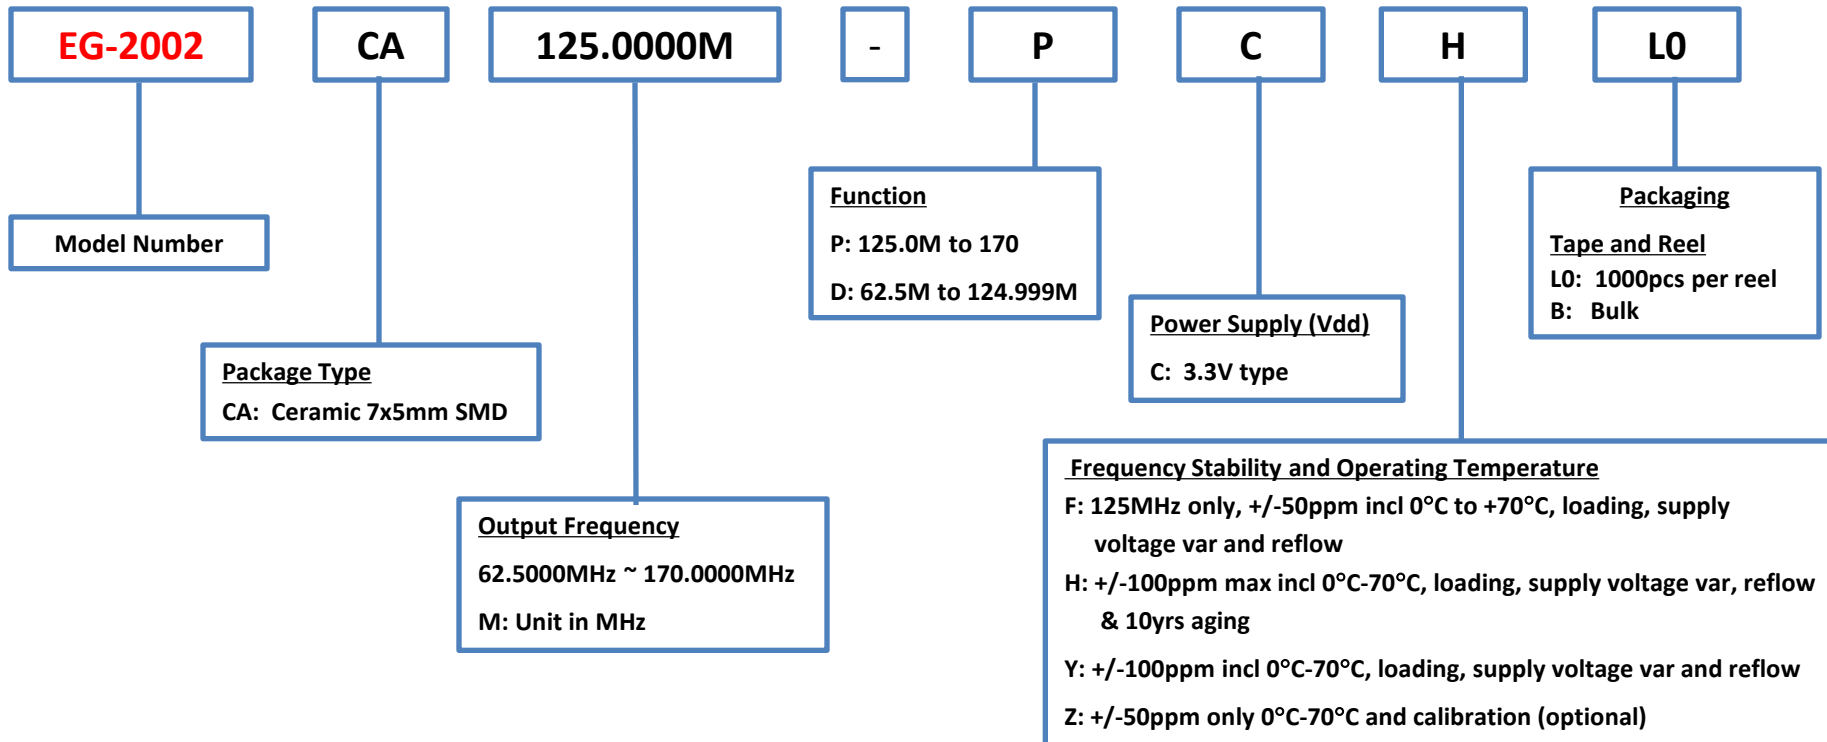 EG-2002 CA 125.0000M - P C H L0
Model Number
Package Type
CA: Ceramic 7x5mm SMD
Output Frequency
62.5000MHz ~ 170.0000MHz
M: Unit in MHz
Function
P: 125.0M to 170
D: 62.5M to 124.999M
Power Supply (Vdd)
C: 3.3V type
Frequency Stability and Operating Temperature
F: 125MHz only, +/-50ppm incl 0°C to +70°C, loading, supply
voltage var and reflow
H: +/-100ppm max incl 0°C-70°C, loading, supply voltage var, reflow
& 10yrs aging
Y: +/-100ppm incl 0°C-70°C, loading, supply voltage var and reflow
Z: +/-50ppm only 0°C-70°C and calibration (optional)
Packaging
Tape and Reel
L0: 1000pcs per reel
B: Bulk